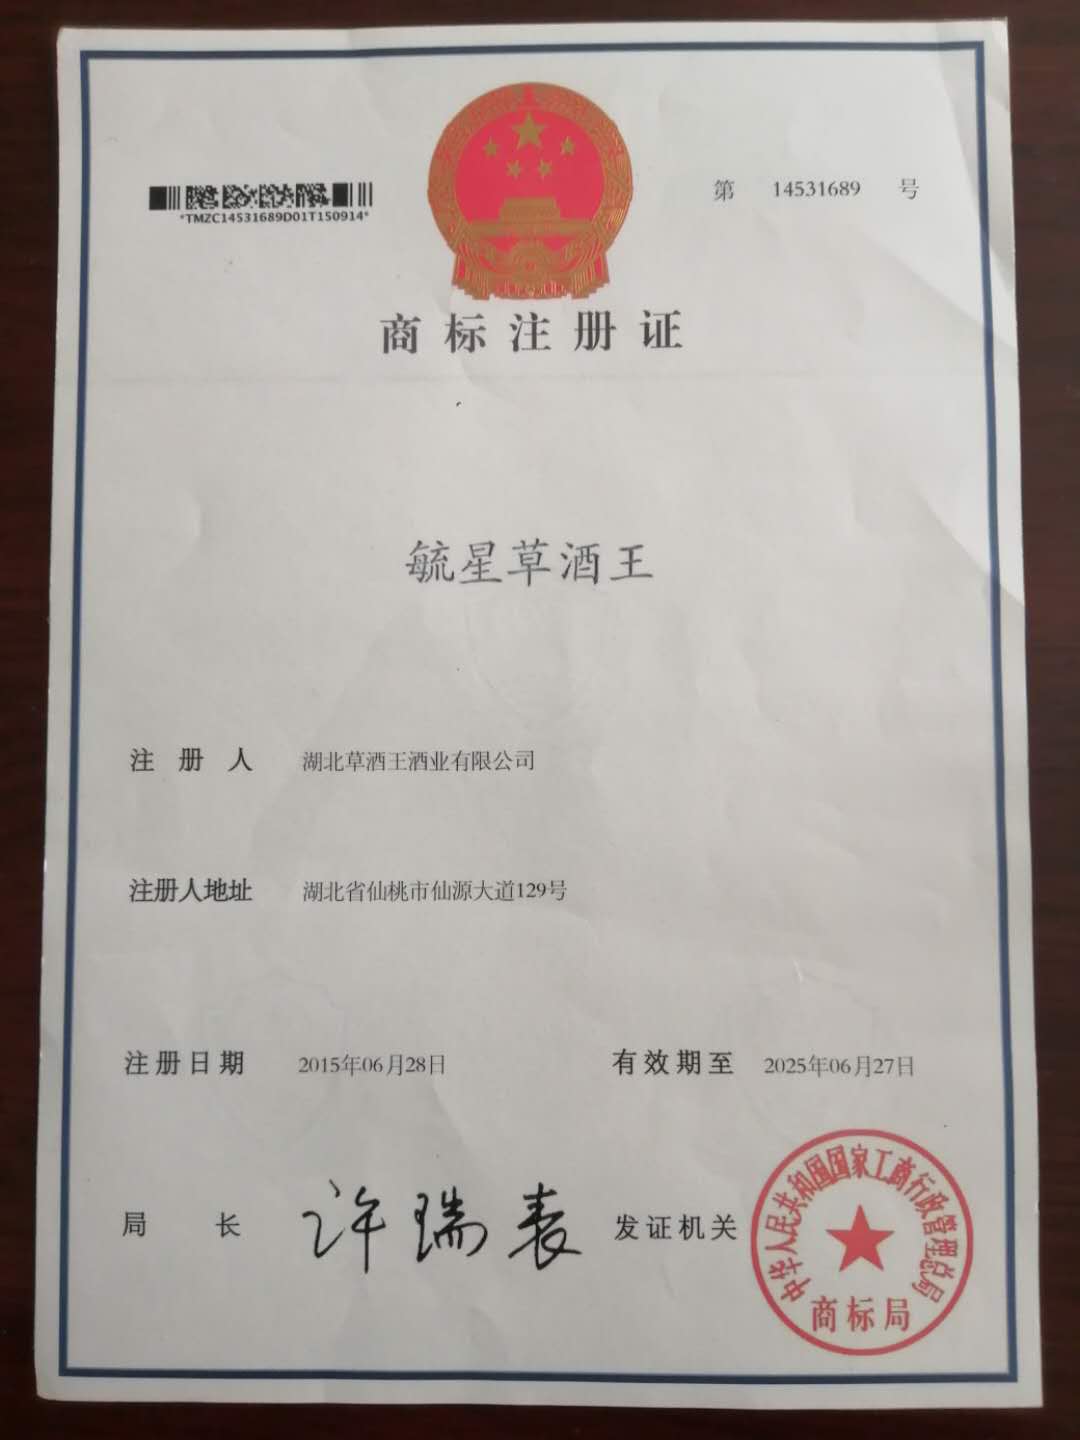 第 14531689 号
*TMZC14531689D01T150914*
商标注册证
毓星草酒王
注册人 湖北草酒王酒业有限公司
注册人地址 湖北省仙桃市仙源大道129号
注册日期 2015年06月28日 有效期至 2025年06月27日
局长 许瑞表 发证机关
中华人民共和国国家工商行政管理总局
商标局